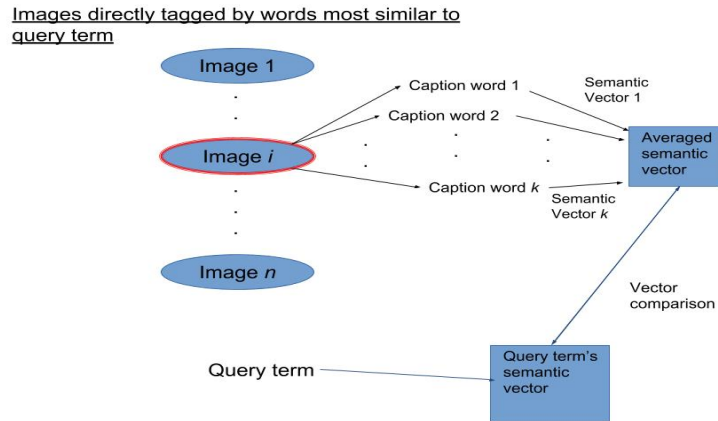 Images directly tagged by words most similar to
query term
Image 1
Caption word 1
Semantic
Vector 1
Caption word 2
Image i
Averaged
semantic
vector
Caption word k
Semantic
Vector k
Image n
Vector
comparison
Query term
Query term's
semantic
vector